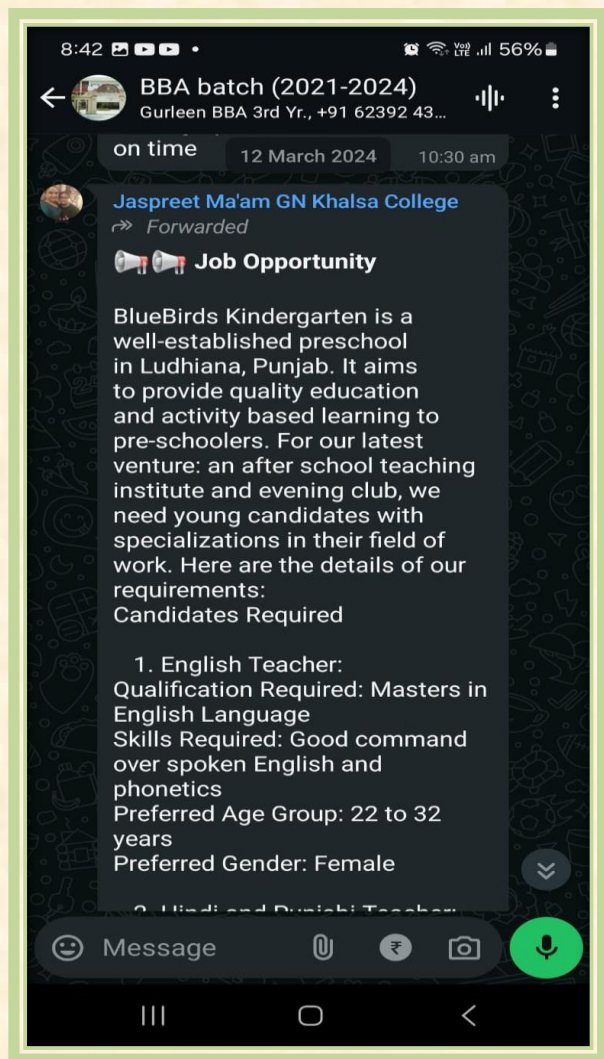 8:42
56%
BBA batch (2021-2024)
Gurleen BBA 3rd Yr., +91 62392 43...
on time
12 March 2024
10:30 am
Jaspreet Ma'am GN Khalsa College
Forwarded
Job Opportunity
BlueBirds Kindergarten is a
well-established preschool
in Ludhiana, Punjab. It aims
to provide quality education
and activity based learning to
pre-schoolers. For our latest
venture: an after school teaching
institute and evening club, we
need young candidates with
specializations in their field of
work. Here are the details of our
requirements:
Candidates Required
1. English Teacher:
Qualification Required: Masters in
English Language
Skills Required: Good command
over spoken English and
phonetics
Preferred Age Group: 22 to 32
years
Preferred Gender: Female
2. Hindi and Punjabi Teacher:
Message